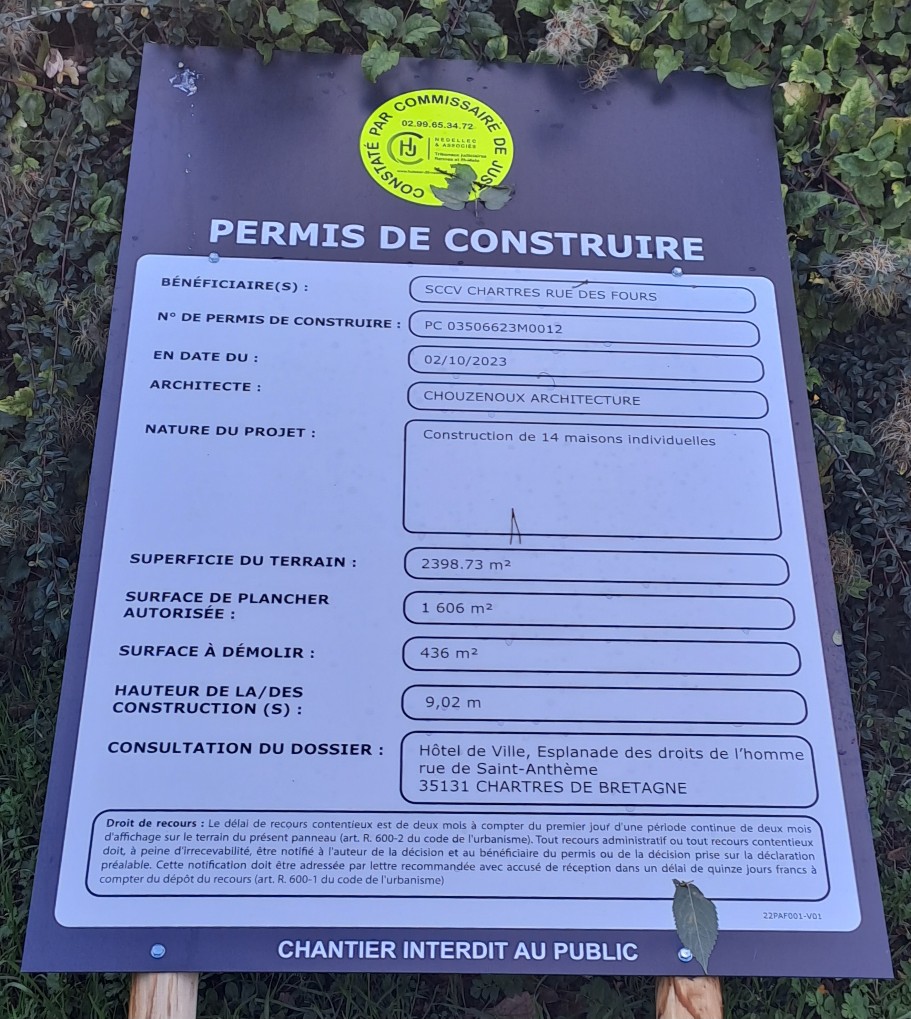 CONSTATÉ PAR COMMISSAIRE DE
02.99.65.34.72
HJ
NEDELLEC
& ASSOCIÉS
Tribunaux judiciaires
Rennes et St-Malo
PERMIS DE CONSTRUIRE
BÉNÉFICIAIRE(S) : SCCV CHARTRES RUE DES FOURS
N° DE PERMIS DE CONSTRUIRE : PC 03506623M0012
EN DATE DU : 02/10/2023
ARCHITECTE : CHOUZENOUX ARCHITECTURE
NATURE DU PROJET : Construction de 14 maisons individuelles
SUPERFICIE DU TERRAIN : 2398.73 m²
SURFACE DE PLANCHER
AUTORISÉE : 1 606 m²
SURFACE À DÉMOLIR : 436 m²
HAUTEUR DE LA/DES
CONSTRUCTION (S) : 9,02 m
CONSULTATION DU DOSSIER : Hôtel de Ville, Esplanade des droits de l'homme
rue de Saint-Anthème
35131 CHARTRES DE BRETAGNE
Droit de recours : Le délai de recours contentieux est de deux mois à compter du premier jour d'une période continue de deux mois
d'affichage sur le terrain du présent panneau (art. R. 600-2 du code de l'urbanisme). Tout recours administratif ou tout recours contentieux
doit, à peine d'irrecevabilité, être notifié à l'auteur de la décision et au bénéficiaire du permis ou de la décision prise sur la déclaration
préalable. Cette notification doit être adressée par lettre recommandée avec accusé de réception dans un délai de quinze jours francs à
compter du dépôt du recours (art. R. 600-1 du code de l'urbanisme)
22PAF001-V01
CHANTIER INTERDIT AU PUBLIC